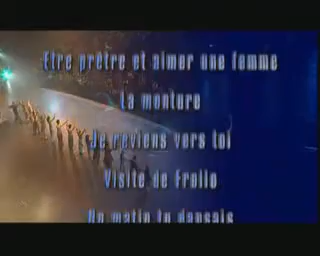 Etre prêtre et aimer une femme
La monture
Je reviens vers toi
Visite de Frollo
Un matin tu dansais